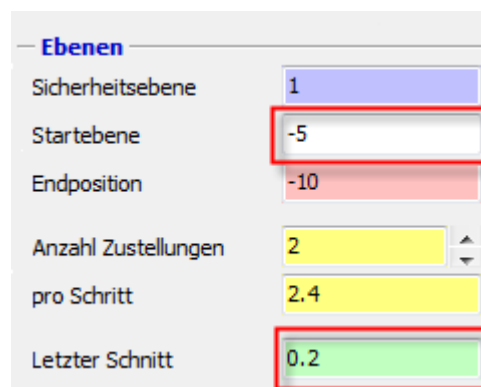 Ebenen
Sicherheitsebene 1
Startebene -5
Endposition -10
Anzahl Zustellungen 2
pro Schritt 2.4
Letzter Schnitt 0.2